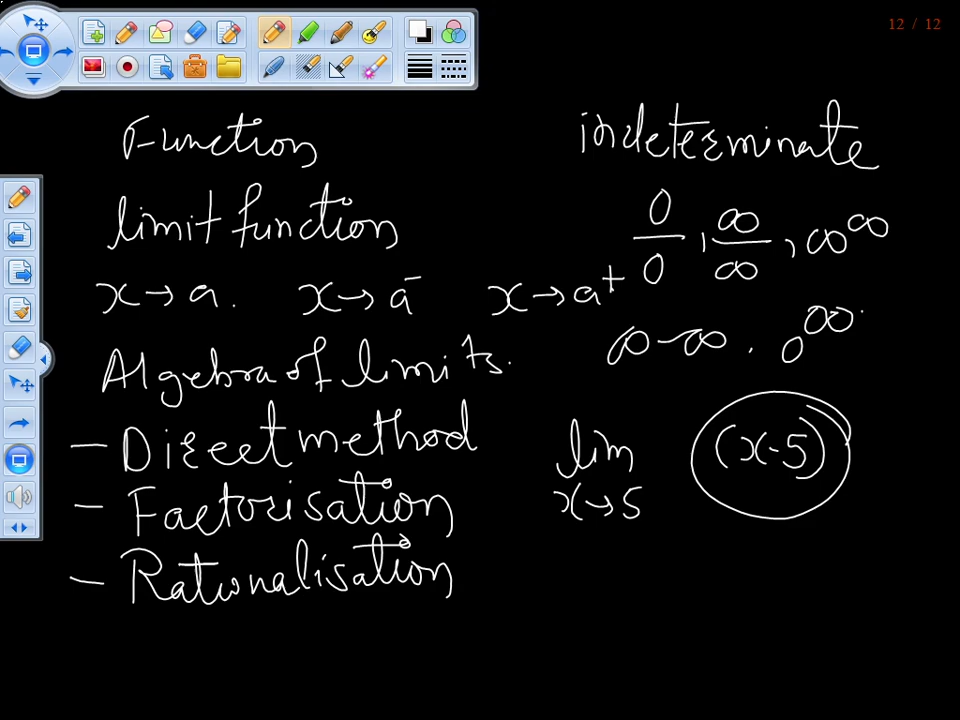 12 / 12
Function
limit function
x → a. x → a⁻ x → a⁺
Algebra of limits.
– Direct method
– Factorisation
– Rationalisation
indeterminate
0/0, ∞/∞, ∞^∞
∞ – ∞. 0^∞.
lim x→5 (x-5)